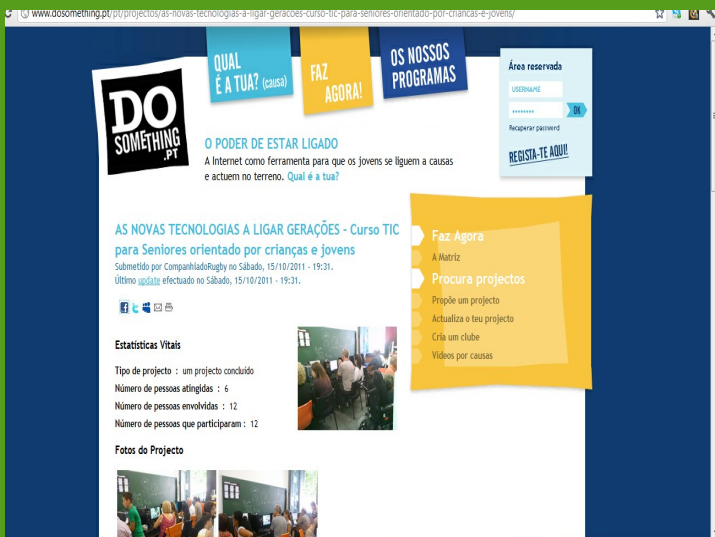 www.dosomething.pt/pt/projectos/as-novas-tecnologias-a-ligar-geracoes-curso-tic-para-seniores-orientado-por-criancas-e-jovens/
QUAL
É A TUA? (causa)
FAZ
AGORA!
OS NOSSOS
PROGRAMAS
Área reservada
USERNAME
••••••••
OK
Recuperar password
REGISTA-TE AQUI!
DO
SOMETHING
.PT
O PODER DE ESTAR LIGADO
A Internet como ferramenta para que os jovens se liguem a causas
e actuem no terreno. Qual é a tua?
AS NOVAS TECNOLOGIAS A LIGAR GERAÇÕES - Curso TIC
para Seniores orientado por crianças e jovens
Submetido por CompanhiadoRugby no Sábado, 15/10/2011 - 19:31.
Último update efectuado no Sábado, 15/10/2011 - 19:31.
Faz Agora
A Matriz
Procura projectos
Propõe um projecto
Actualiza o teu projecto
Cria um clube
Videos por causas
Estatísticas Vitais
Tipo de projecto : um projecto concluído
Número de pessoas atingidas : 6
Número de pessoas envolvidas : 12
Número de pessoas que participaram : 12
Fotos do Projecto